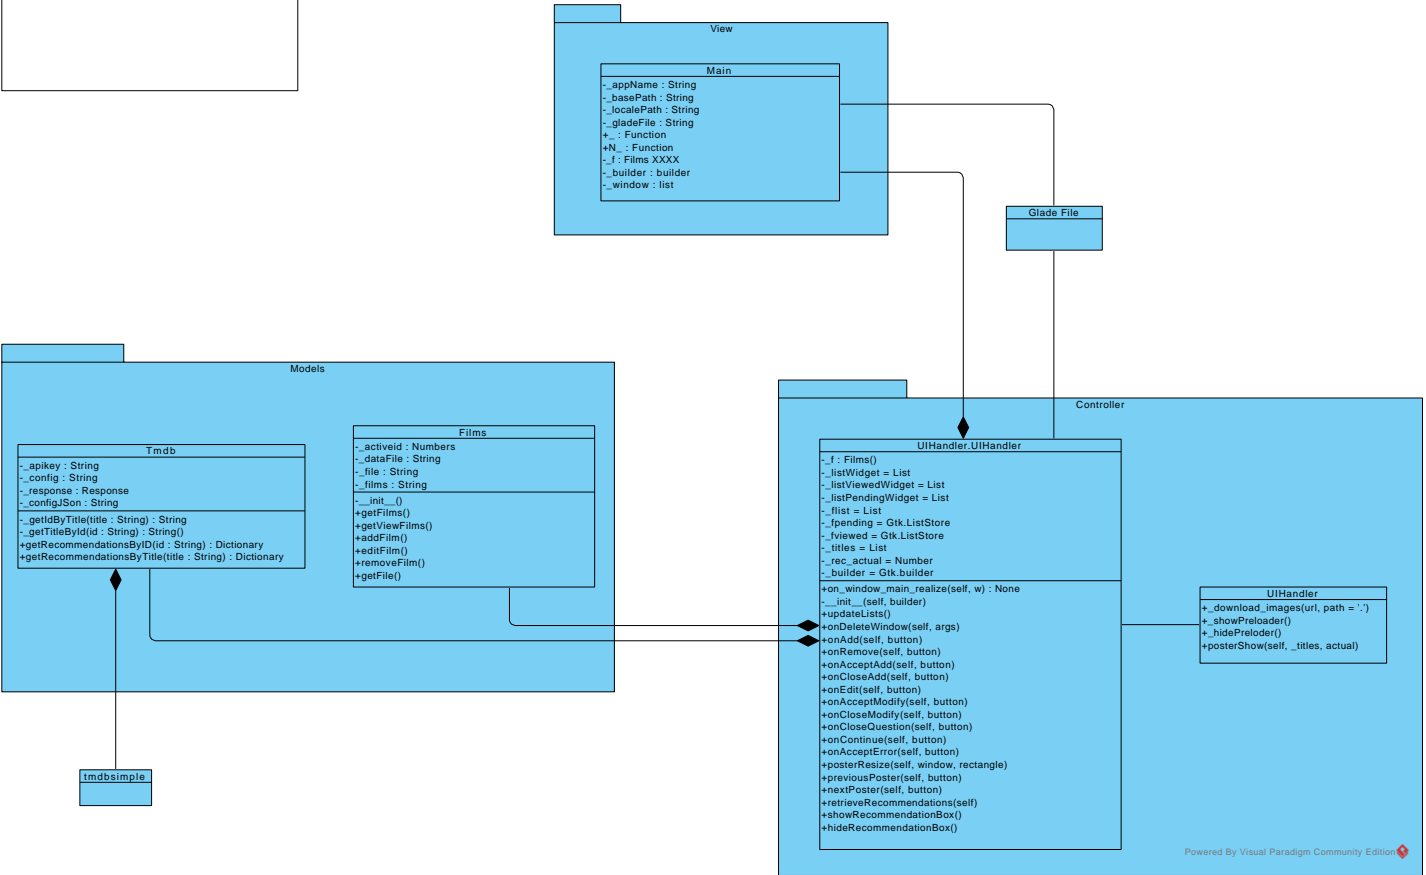 View
Main
-_appName : String
-_basePath : String
-_localePath : String
-_gladeFile : String
+_ : Function
+N_ : Function
-_f : Films XXXX
-_builder : builder
-_window : list
Glade File
Models
Tmdb
-_apikey : String
-_config : String
-_response : Response
-_configJSon : String
-_getIdByTitle(title : String) : String
-_getTitleById(id : String) : String()
+getRecommendationsByID(id : String) : Dictionary
+getRecommendationsByTitle(title : String) : Dictionary
Films
-_activeid : Numbers
-_dataFile : String
-_file : String
-_films : String
-__init__()
+getFilms()
+getViewFilms()
+addFilm()
+editFilm()
+removeFilm()
+getFile()
tmdbsimple
Controller
UIHandler.UIHandler
-_f : Films()
-_listWidget = List
-_listViewedWidget = List
-_listPendingWidget = List
-_flist = List
-_fpending = Gtk.ListStore
-_fviewed = Gtk.ListStore
-_titles = List
-_rec_actual = Number
-_builder = Gtk.builder
+on_window_main_realize(self, w) : None
-__init__(self, builder)
+updateLists()
+onDeleteWindow(self, args)
+onAdd(self, button)
+onRemove(self, button)
+onAcceptAdd(self, button)
+onCloseAdd(self, button)
+onEdit(self, button)
+onAcceptModify(self, button)
+onCloseModify(self, button)
+onCloseQuestion(self, button)
+onContinue(self, button)
+onAcceptError(self, button)
+posterResize(self, window, rectangle)
+previousPoster(self, button)
+nextPoster(self, button)
+retrieveRecommendations(self)
+showRecommendationBox()
+hideRecommendationBox()
UIHandler
+_download_images(url, path = '.')
+_showPreloader()
+_hidePreloder()
+posterShow(self, _titles, actual)
Powered By Visual Paradigm Community Edition